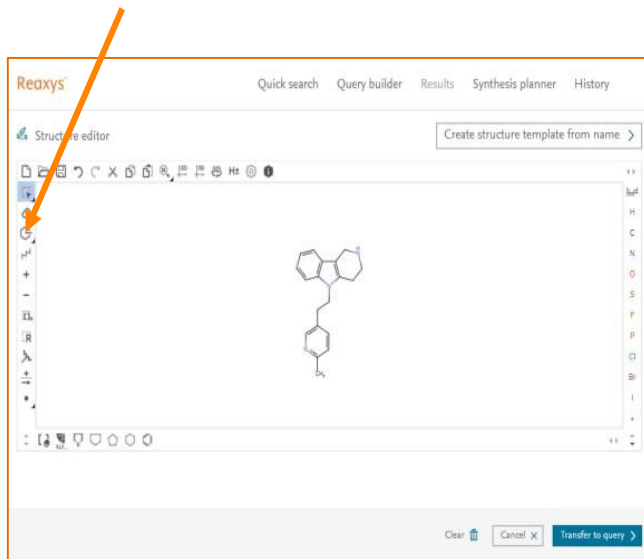 Reaxys
Quick search Query builder Results Synthesis planner History
Structure editor
Create structure template from name
H±
H
C
N
O
S
F
P
Cl
Br
I
NH
N
N
CH₃
Clear Cancel X Transfer to query